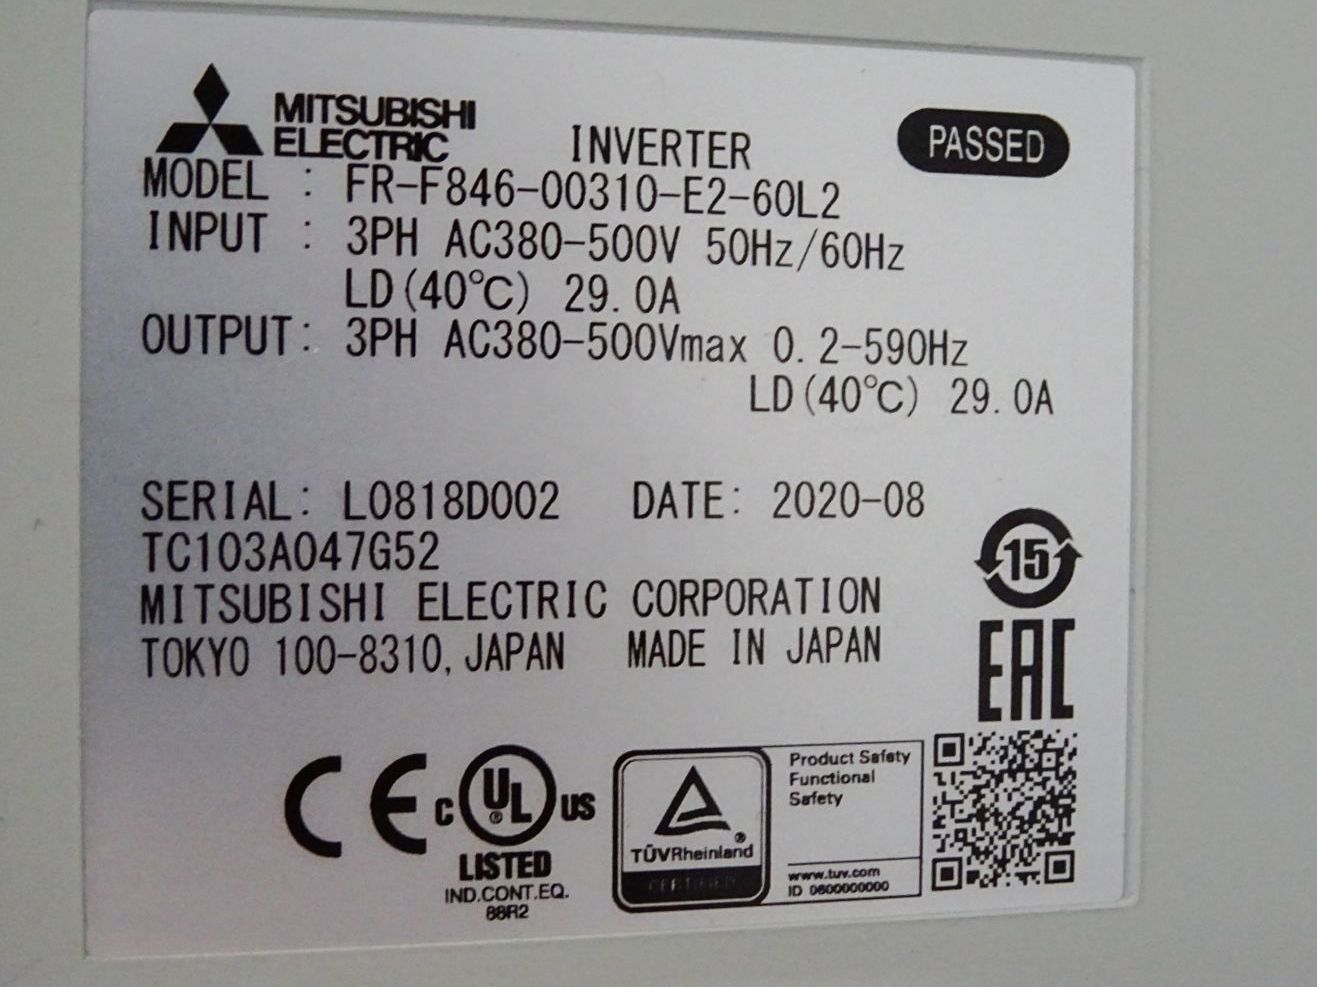 MITSUBISHI
ELECTRIC
INVERTER
PASSED
MODEL : FR-F846-00310-E2-60L2
INPUT : 3PH AC380-500V 50Hz/60Hz
LD(40℃) 29.0A
OUTPUT: 3PH AC380-500Vmax 0.2-590Hz
LD(40℃) 29.0A
SERIAL: L0818D002 DATE: 2020-08
TC103A047G52
MITSUBISHI ELECTRIC CORPORATION
TOKYO 100-8310, JAPAN MADE IN JAPAN
15
EAC
CE
C UL ® US
LISTED
IND.CONT.EQ.
88R2
TÜVRheinland ®
CERTIFIED
Product Safety
Functional
Safety
www.tuv.com
ID 0600000000